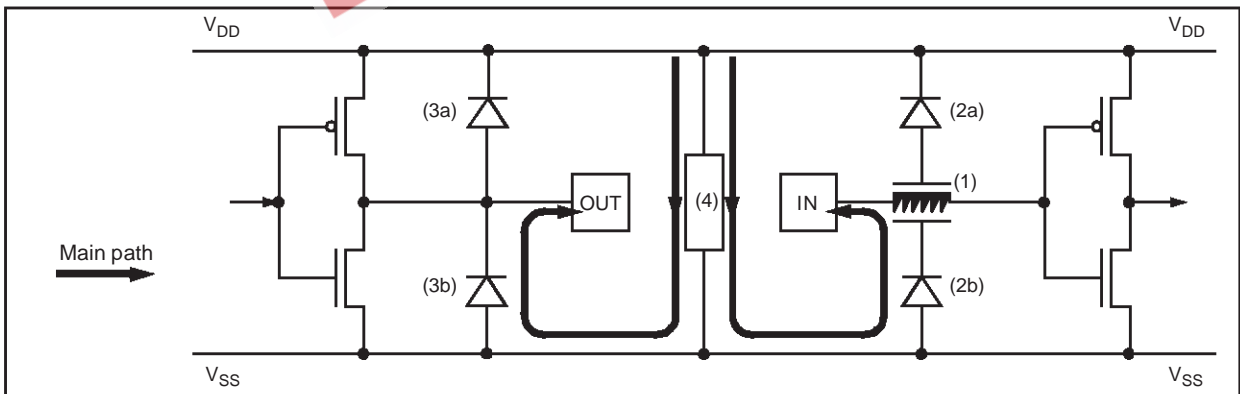 VDD VDD
(3a) (2a)
(1)
OUT (4) IN
Main path
(3b) (2b)
VSS VSS